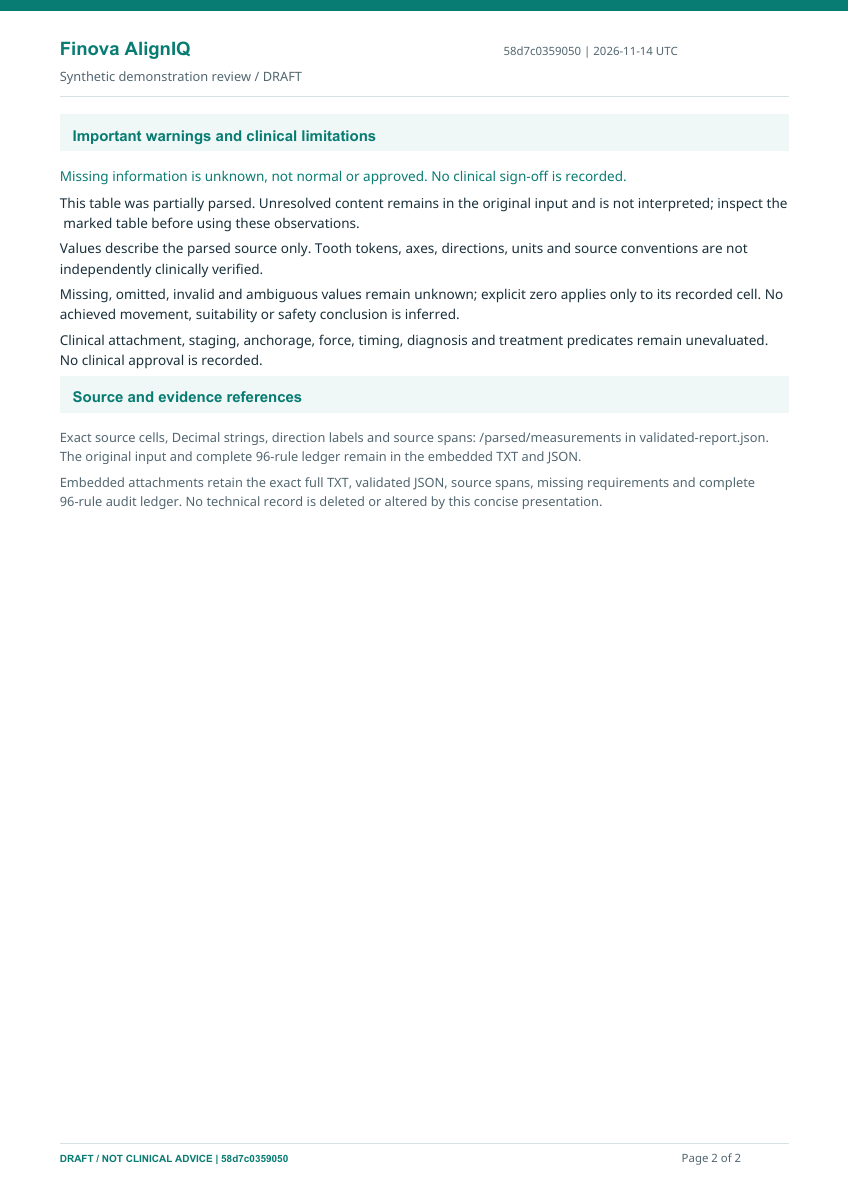 Finova AlignIQ
58d7c0359050 | 2026-11-14 UTC
Synthetic demonstration review / DRAFT
Important warnings and clinical limitations
Missing information is unknown, not normal or approved. No clinical sign-off is recorded.
This table was partially parsed. Unresolved content remains in the original input and is not interpreted; inspect the
marked table before using these observations.
Values describe the parsed source only. Tooth tokens, axes, directions, units and source conventions are not
independently clinically verified.
Missing, omitted, invalid and ambiguous values remain unknown; explicit zero applies only to its recorded cell. No
achieved movement, suitability or safety conclusion is inferred.
Clinical attachment, staging, anchorage, force, timing, diagnosis and treatment predicates remain unevaluated.
No clinical approval is recorded.
Source and evidence references
Exact source cells, Decimal strings, direction labels and source spans: /parsed/measurements in validated-report.json.
The original input and complete 96-rule ledger remain in the embedded TXT and JSON.
Embedded attachments retain the exact full TXT, validated JSON, source spans, missing requirements and complete
96-rule audit ledger. No technical record is deleted or altered by this concise presentation.
DRAFT / NOT CLINICAL ADVICE | 58d7c0359050
Page 2 of 2